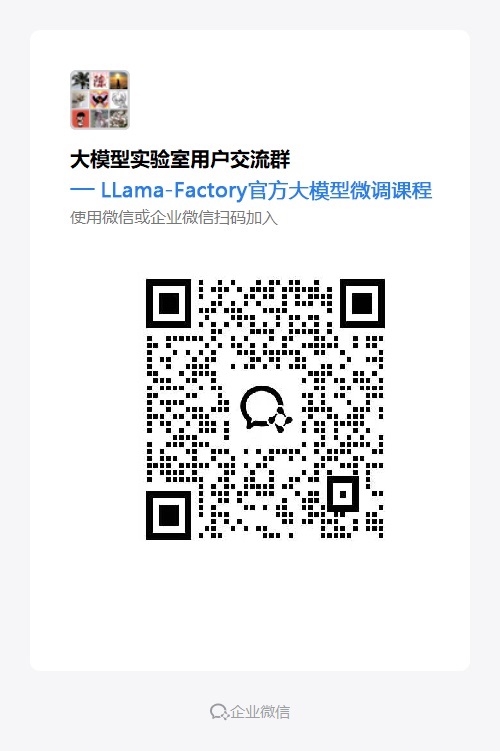 大模型实验室用户交流群
一 LLama-Factory官方大模型微调课程
使用微信或企业微信扫码加入
企业微信